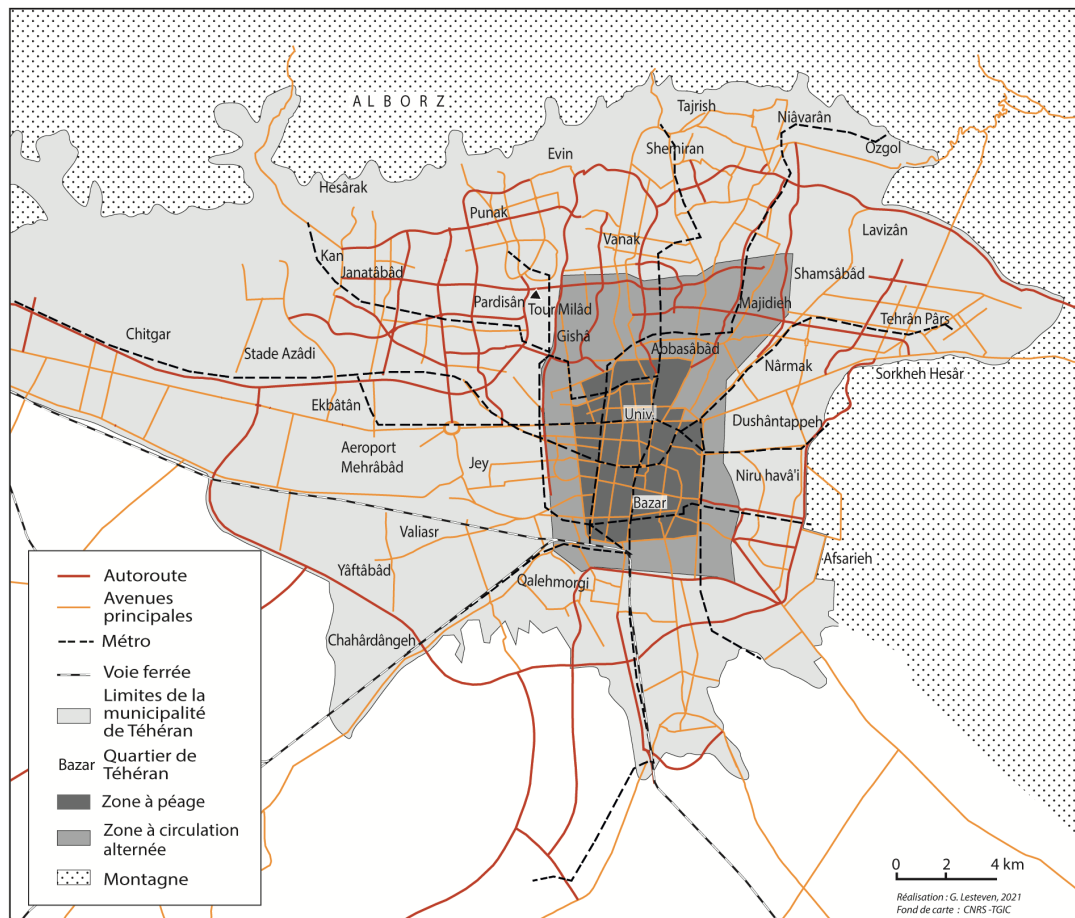 ALBORZ
Tajrish
Niâvarân
Ozgol
Shemiran
Evin
Hesârak
Punak
Vanak
Lavizân
Kan
Janatâbâd
Shamsâbâd
Pardisân
Tour Milâd
Majidieh
Tehrân Pârs
Chitgar
Gishâ
Abbasâbâd
Stade Azâdi
Nârmak
Sorkheh Hesâr
Ekbâtân
Univ.
Dushântappeh
Aeroport
Mehrâbâd
Jey
Niru havâ'i
Bazar
Valiasr
Afsarieh
Yâftâbâd
Qalehmorgi
Chahârdângeh
Autoroute
Avenues
principales
Métro
Voie ferrée
Limites de la
municipalité
de Téhéran
Bazar Quartier de
Téhéran
Zone à péage
Zone à circulation
alternée
Montagne
0 2 4 km
Réalisation : G. Lesteven, 2021
Fond de carte : CNRS -TGIC